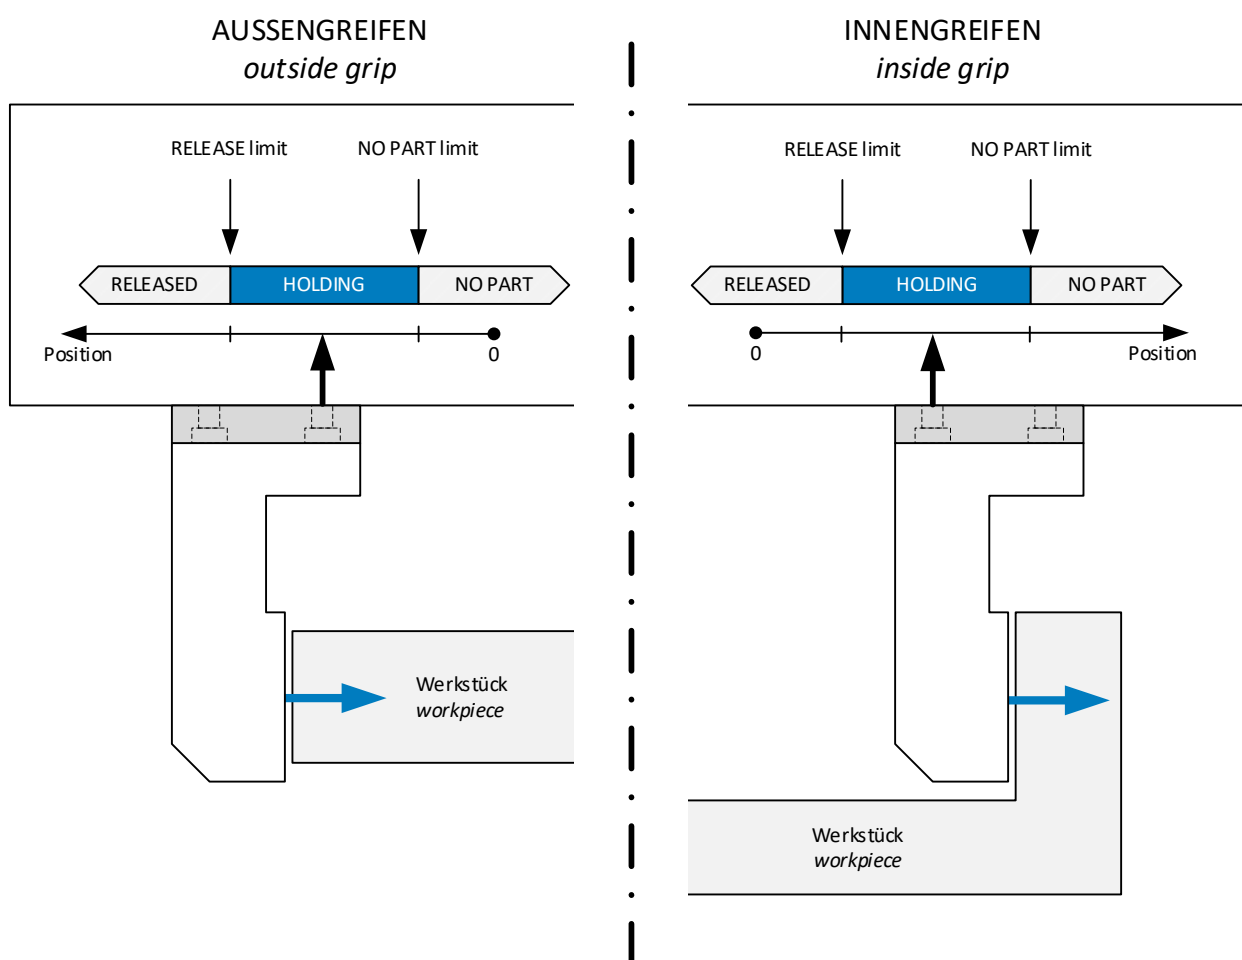 AUSSENGREIFEN
outside grip
RELEASE limit
NO PART limit
RELEASED
HOLDING
NO PART
Position
0
Werkstück
workpiece
INNENGREIFEN
inside grip
RELEASE limit
NO PART limit
RELEASED
HOLDING
NO PART
0
Position
Werkstück
workpiece